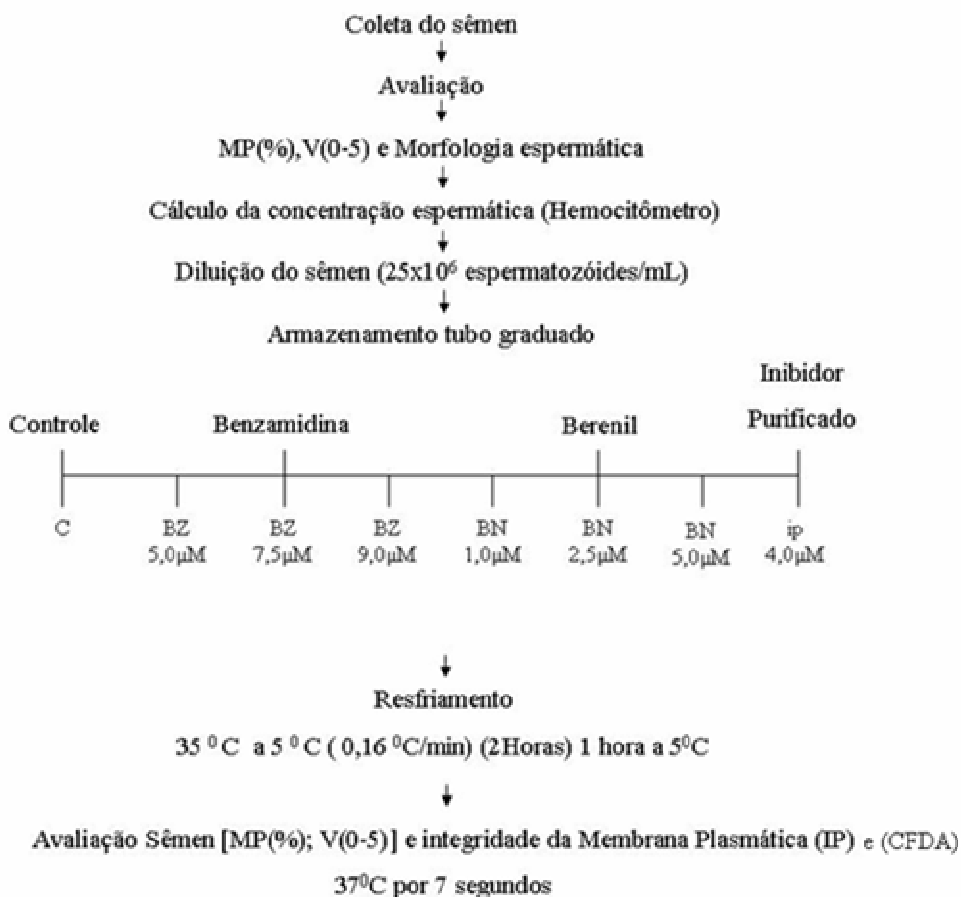 Coleta do sêmen
Avaliação
MP(%),V(0-5) e Morfologia espermática
Cálculo da concentração espermática (Hemocitômetro)
Diluição do sêmen (25x10⁶ espermatozóides/mL)
Armazenamento tubo graduado
Inibidor
Controle Benzamidina Berenil Purificado
C BZ BZ BZ BN BN BN ip
5,0µM 7,5µM 9,0µM 1,0µM 2,5µM 5,0µM 4,0µM
Resfriamento
35 ⁰C a 5 ⁰C ( 0,16 ⁰C/min) (2Horas) 1 hora a 5⁰C
Avaliação Sêmen [MP(%); V(0-5)] e integridade da Membrana Plasmática (IP) e (CFDA)
37⁰C por 7 segundos